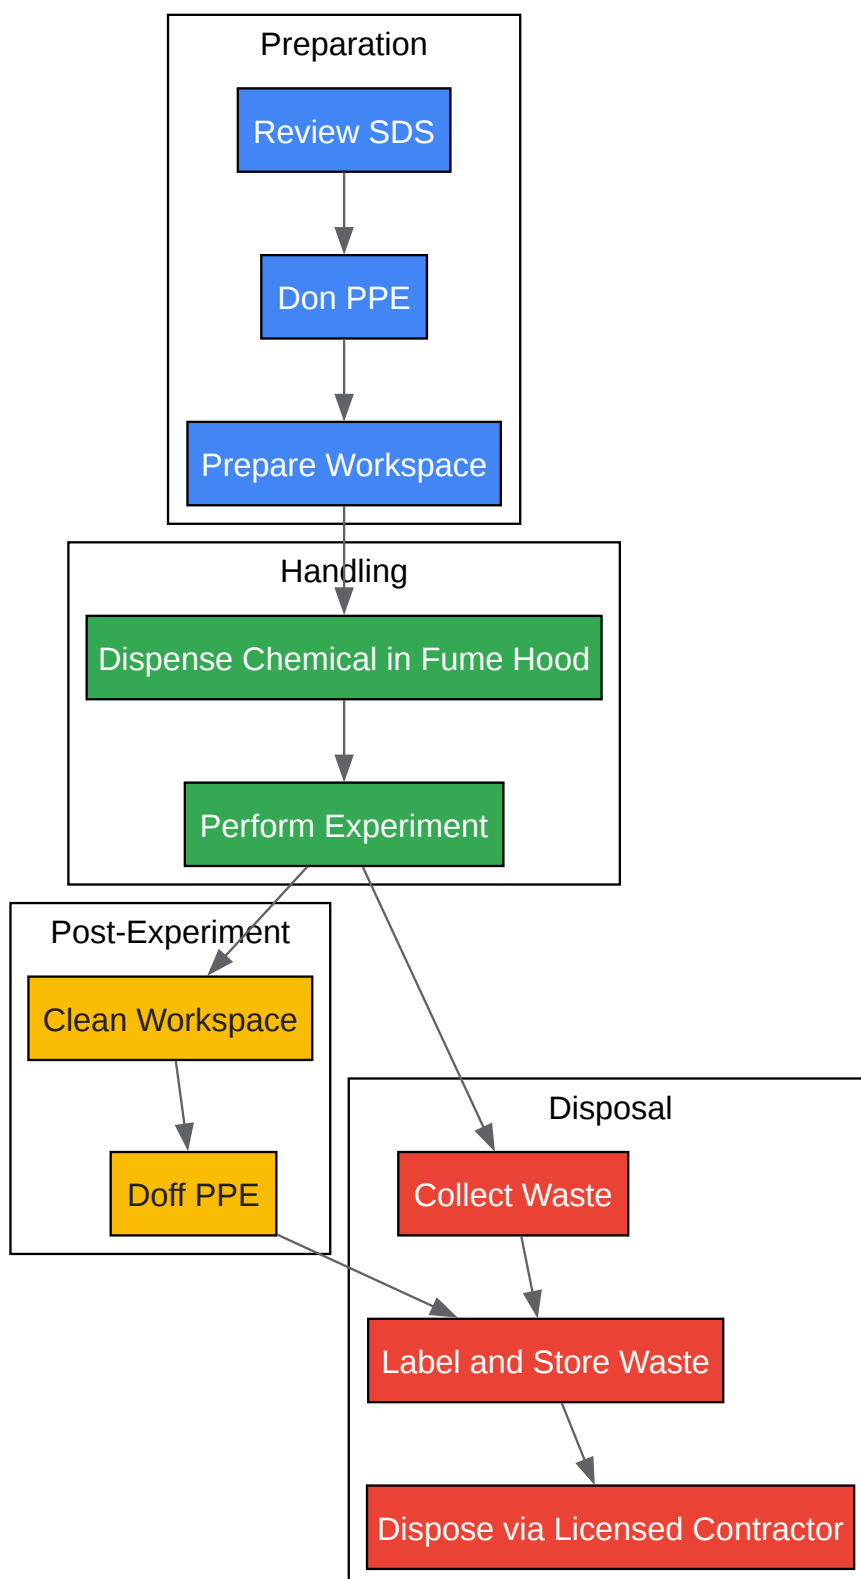 Preparation
Review SDS
Don PPE
Prepare Workspace
Handling
Dispense Chemical in Fume Hood
Perform Experiment
Post-Experiment
Clean Workspace
Doff PPE
Disposal
Collect Waste
Label and Store Waste
Dispose via Licensed Contractor